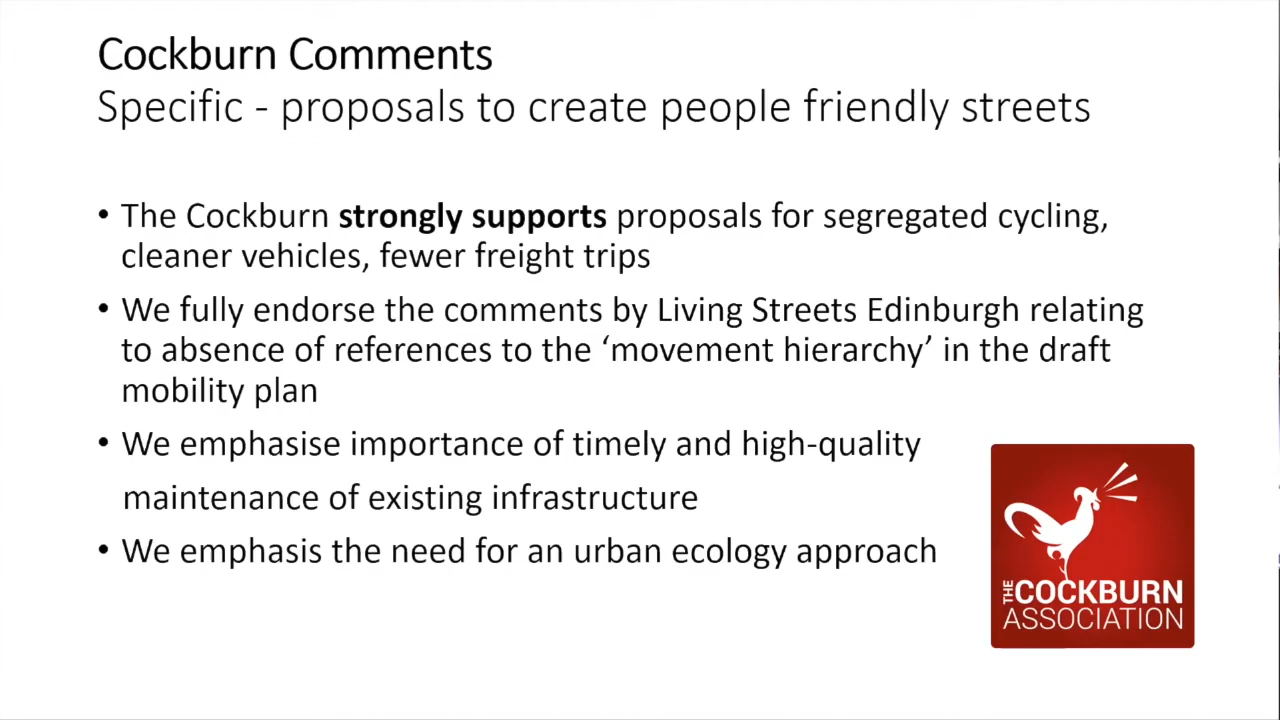 Cockburn Comments
Specific - proposals to create people friendly streets
• The Cockburn strongly supports proposals for segregated cycling,
cleaner vehicles, fewer freight trips
• We fully endorse the comments by Living Streets Edinburgh relating
to absence of references to the ‘movement hierarchy’ in the draft
mobility plan
• We emphasise importance of timely and high-quality
maintenance of existing infrastructure
• We emphasis the need for an urban ecology approach
THE COCKBURN
ASSOCIATION